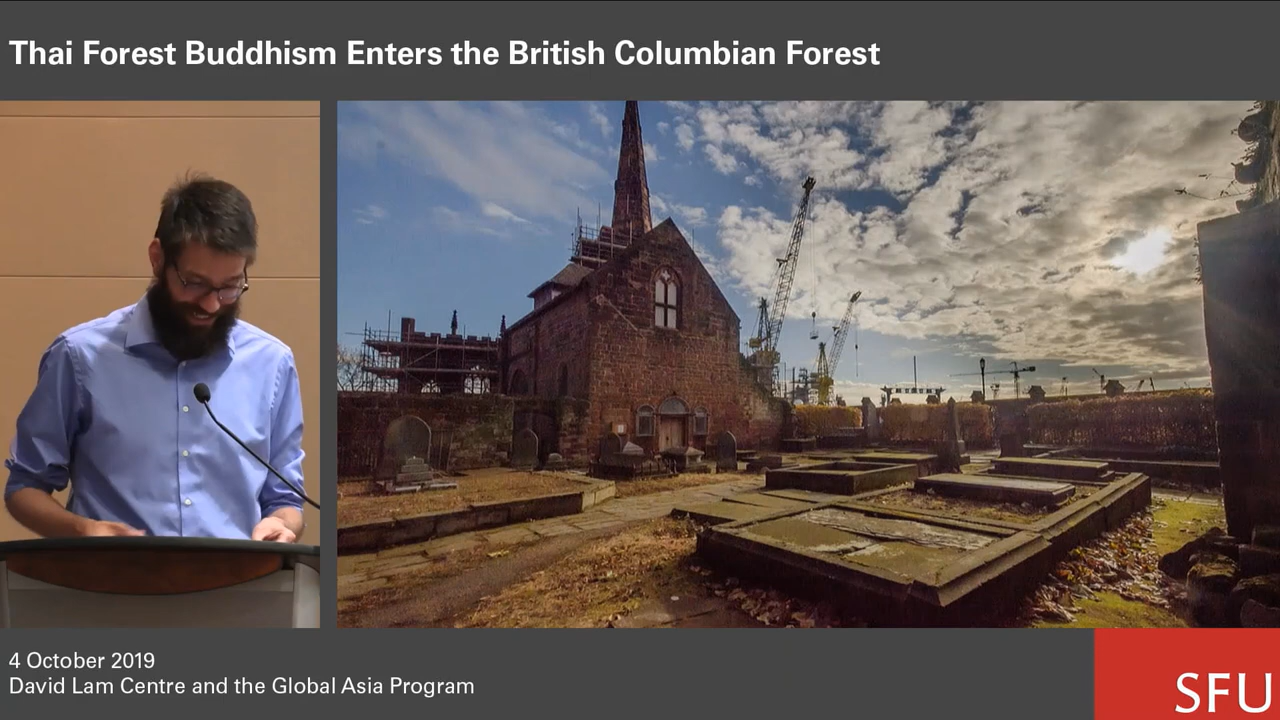 Thai Forest Buddhism Enters the British Columbian Forest
4 October 2019
David Lam Centre and the Global Asia Program
SFU